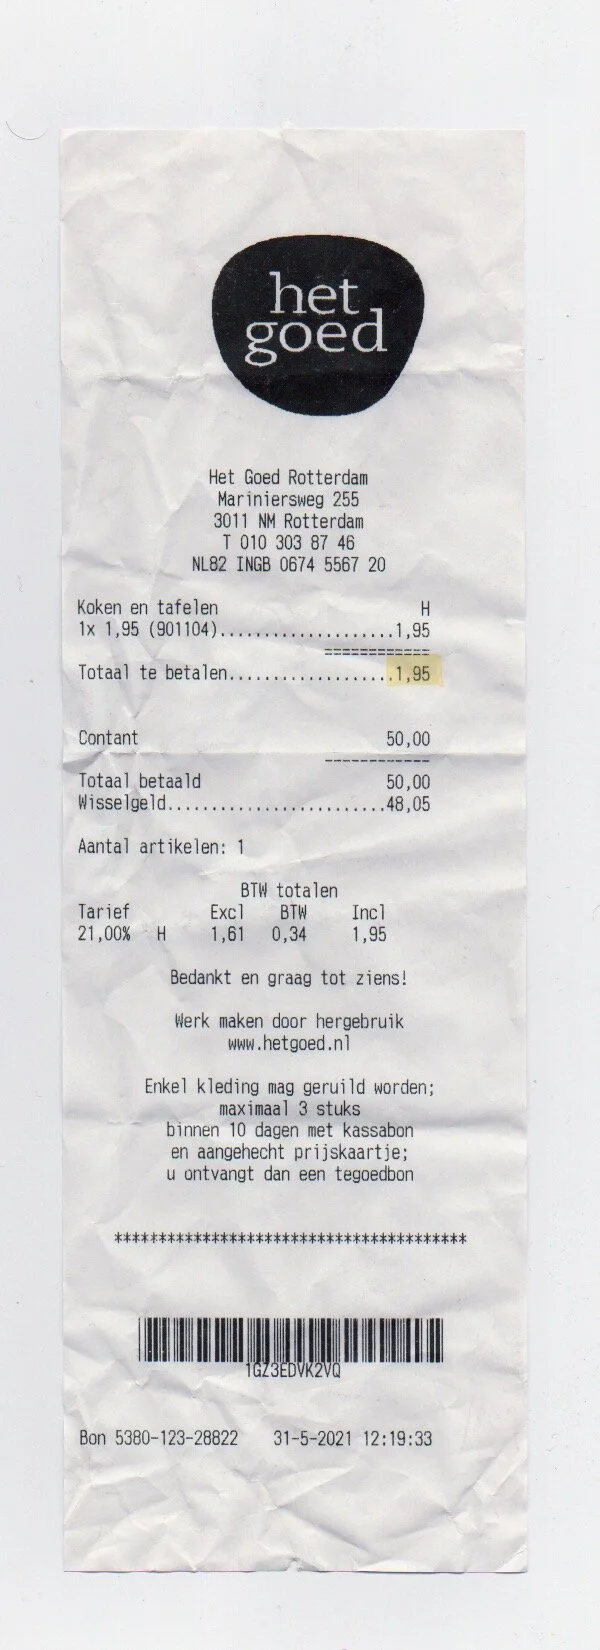 het
goed
Het Goed Rotterdam
Mariniersweg 255
3011 NM Rotterdam
T 010 303 87 46
NL82 INGB 0674 5567 20
Koken en tafelen H
1x 1,95 (901104)....................1,95
============
Totaal te betalen...................1,95
Contant 50,00
------------
Totaal betaald 50,00
Wisselgeld.........................48,05
Aantal artikelen: 1
BTW totalen
Tarief Excl BTW Incl
21,00% H 1,61 0,34 1,95
Bedankt en graag tot ziens!
Werk maken door hergebruik
www.hetgoed.nl
Enkel kleding mag geruild worden;
maximaal 3 stuks
binnen 10 dagen met kassabon
en aangehecht prijskaartje;
u ontvangt dan een tegoedbon
****************************************
1GZ3EDVK2VQ
Bon 5380-123-28822 31-5-2021 12:19:33